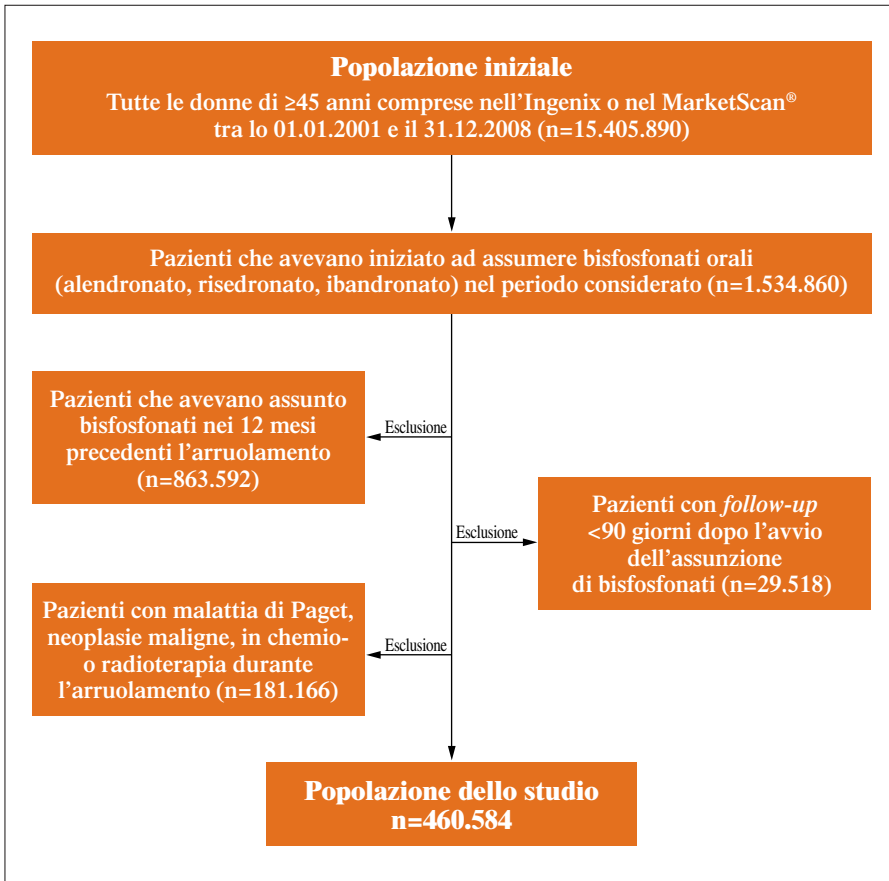 Popolazione iniziale
Tutte le donne di ≥45 anni comprese nell'Ingenix o nel MarketScan®
tra lo 01.01.2001 e il 31.12.2008 (n=15.405.890)
Pazienti che avevano iniziato ad assumere bisfosfonati orali
(alendronato, risedronato, ibandronato) nel periodo considerato (n=1.534.860)
Pazienti che avevano assunto
bisfosfonati nei 12 mesi
precedenti l'arruolamento
(n=863.592)
Esclusione
Esclusione
Pazienti con follow-up
<90 giorni dopo l'avvio
dell'assunzione
di bisfosfonati (n=29.518)
Pazienti con malattia di Paget,
neoplasie maligne, in chemio-
o radioterapia durante
l'arruolamento (n=181.166)
Esclusione
Popolazione dello studio
n=460.584